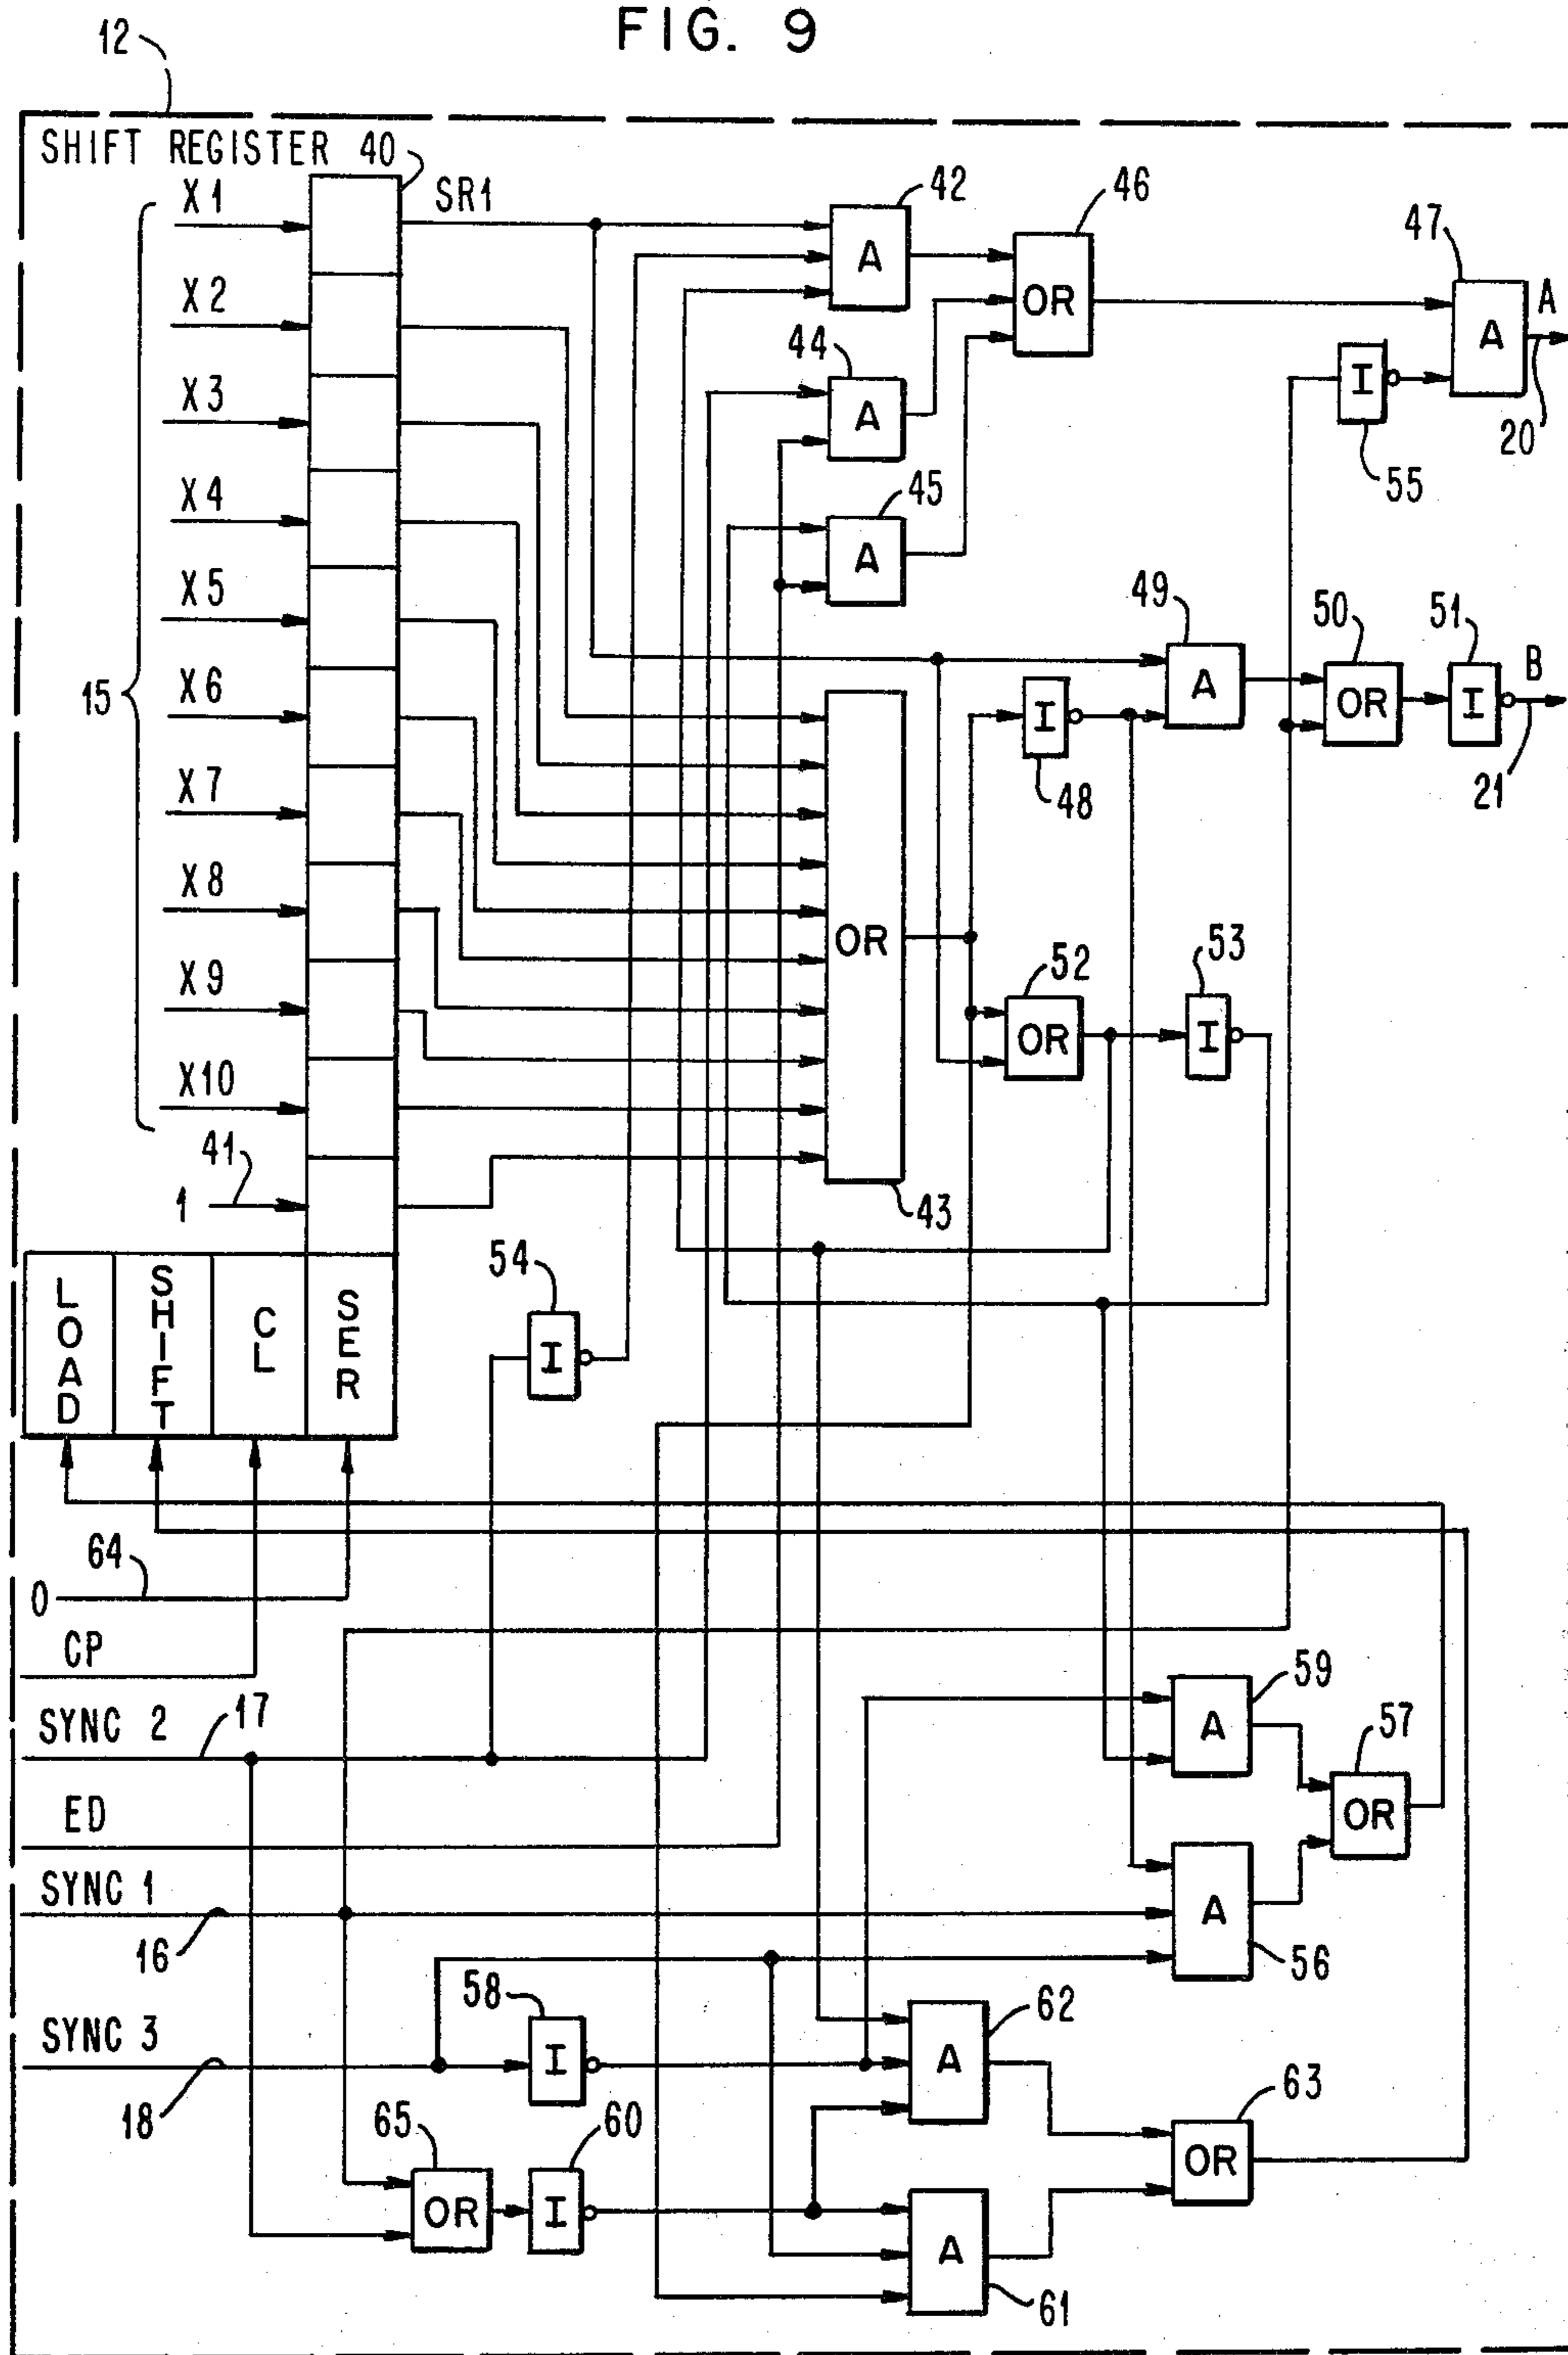 FIG. 9
12
SHIFT REGISTER 40
SR1
X1
X2
X3
X4
X5
X6
X7
X8
X9
X10
15
41
1
LOAD
SHIFT
CL
SER
42
A
46
OR
47
A
A
20
44
A
I
55
45
A
49
A
50
OR
51
I
B
21
I
48
OR
43
52
OR
53
I
54
I
64
0
CP
SYNC 2
17
ED
SYNC 1
16
SYNC 3
18
59
A
57
OR
A
56
58
I
62
A
63
OR
65
OR
60
I
A
61